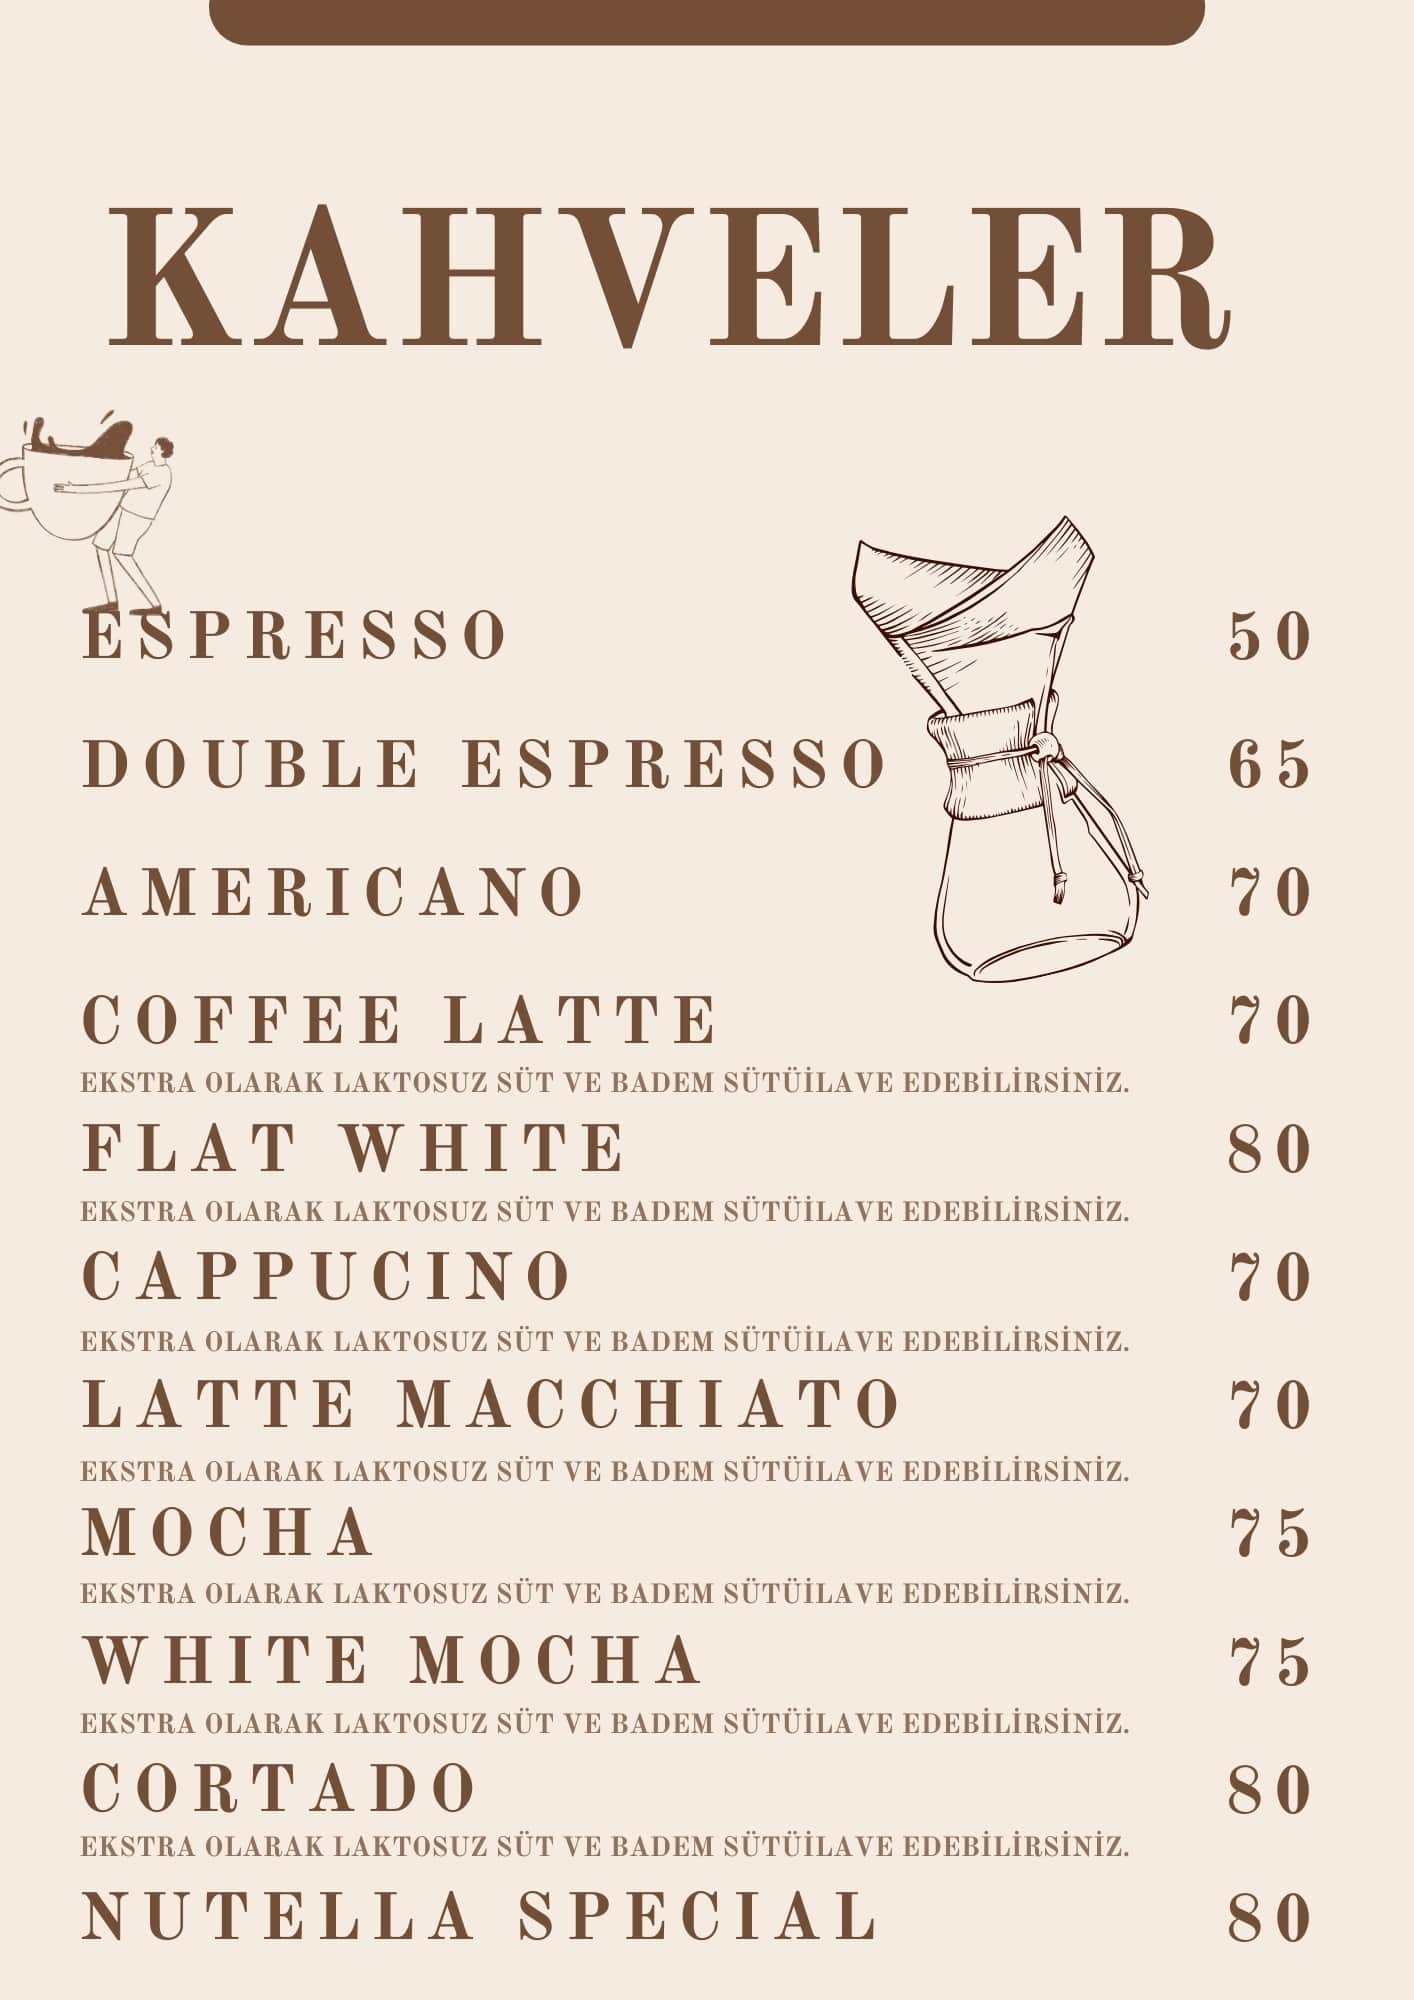 KAHVELER
ESPRESSO 50
DOUBLE ESPRESSO 65
AMERICANO 70
COFFEE LATTE 70
EKSTRA OLARAK LAKTOSUZ SÜT VE BADEM SÜTÜİLAVE EDEBİLİRSİNİZ.
FLAT WHITE 80
EKSTRA OLARAK LAKTOSUZ SÜT VE BADEM SÜTÜİLAVE EDEBİLİRSİNİZ.
CAPPUCINO 70
EKSTRA OLARAK LAKTOSUZ SÜT VE BADEM SÜTÜİLAVE EDEBİLİRSİNİZ.
LATTE MACCHIATO 70
EKSTRA OLARAK LAKTOSUZ SÜT VE BADEM SÜTÜİLAVE EDEBİLİRSİNİZ.
MOCHA 75
EKSTRA OLARAK LAKTOSUZ SÜT VE BADEM SÜTÜİLAVE EDEBİLİRSİNİZ.
WHITE MOCHA 75
EKSTRA OLARAK LAKTOSUZ SÜT VE BADEM SÜTÜİLAVE EDEBİLİRSİNİZ.
CORTADO 80
EKSTRA OLARAK LAKTOSUZ SÜT VE BADEM SÜTÜİLAVE EDEBİLİRSİNİZ.
NUTELLA SPECIAL 80